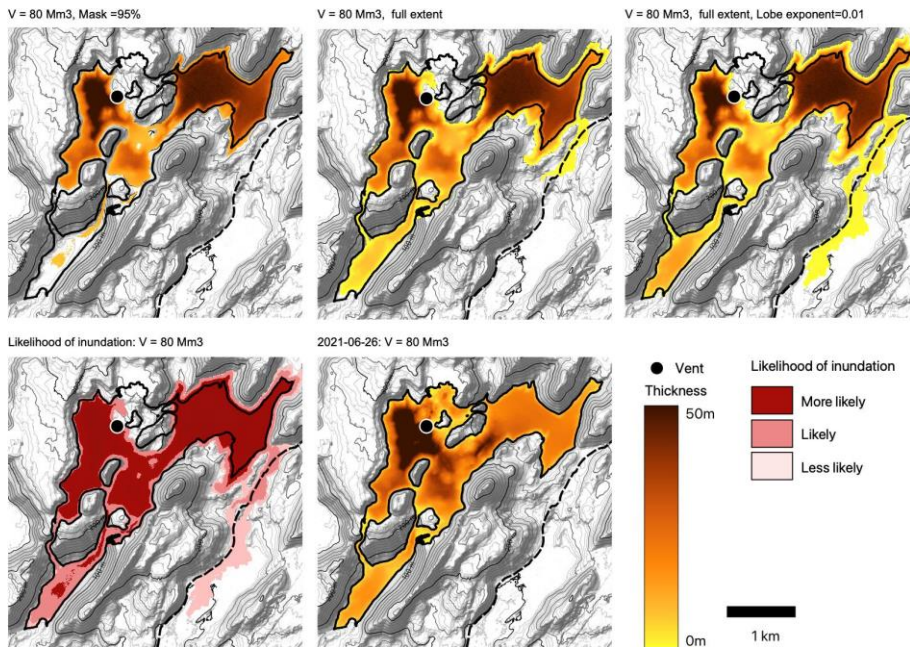 V = 80 Mm3, Mask =95%
V = 80 Mm3, full extent
V = 80 Mm3, full extent, Lobe exponent=0.01
Likelihood of inundation: V = 80 Mm3
2021-06-26: V = 80 Mm3
Vent
Thickness
50m
0m
Likelihood of inundation
More likely
Likely
Less likely
1 km